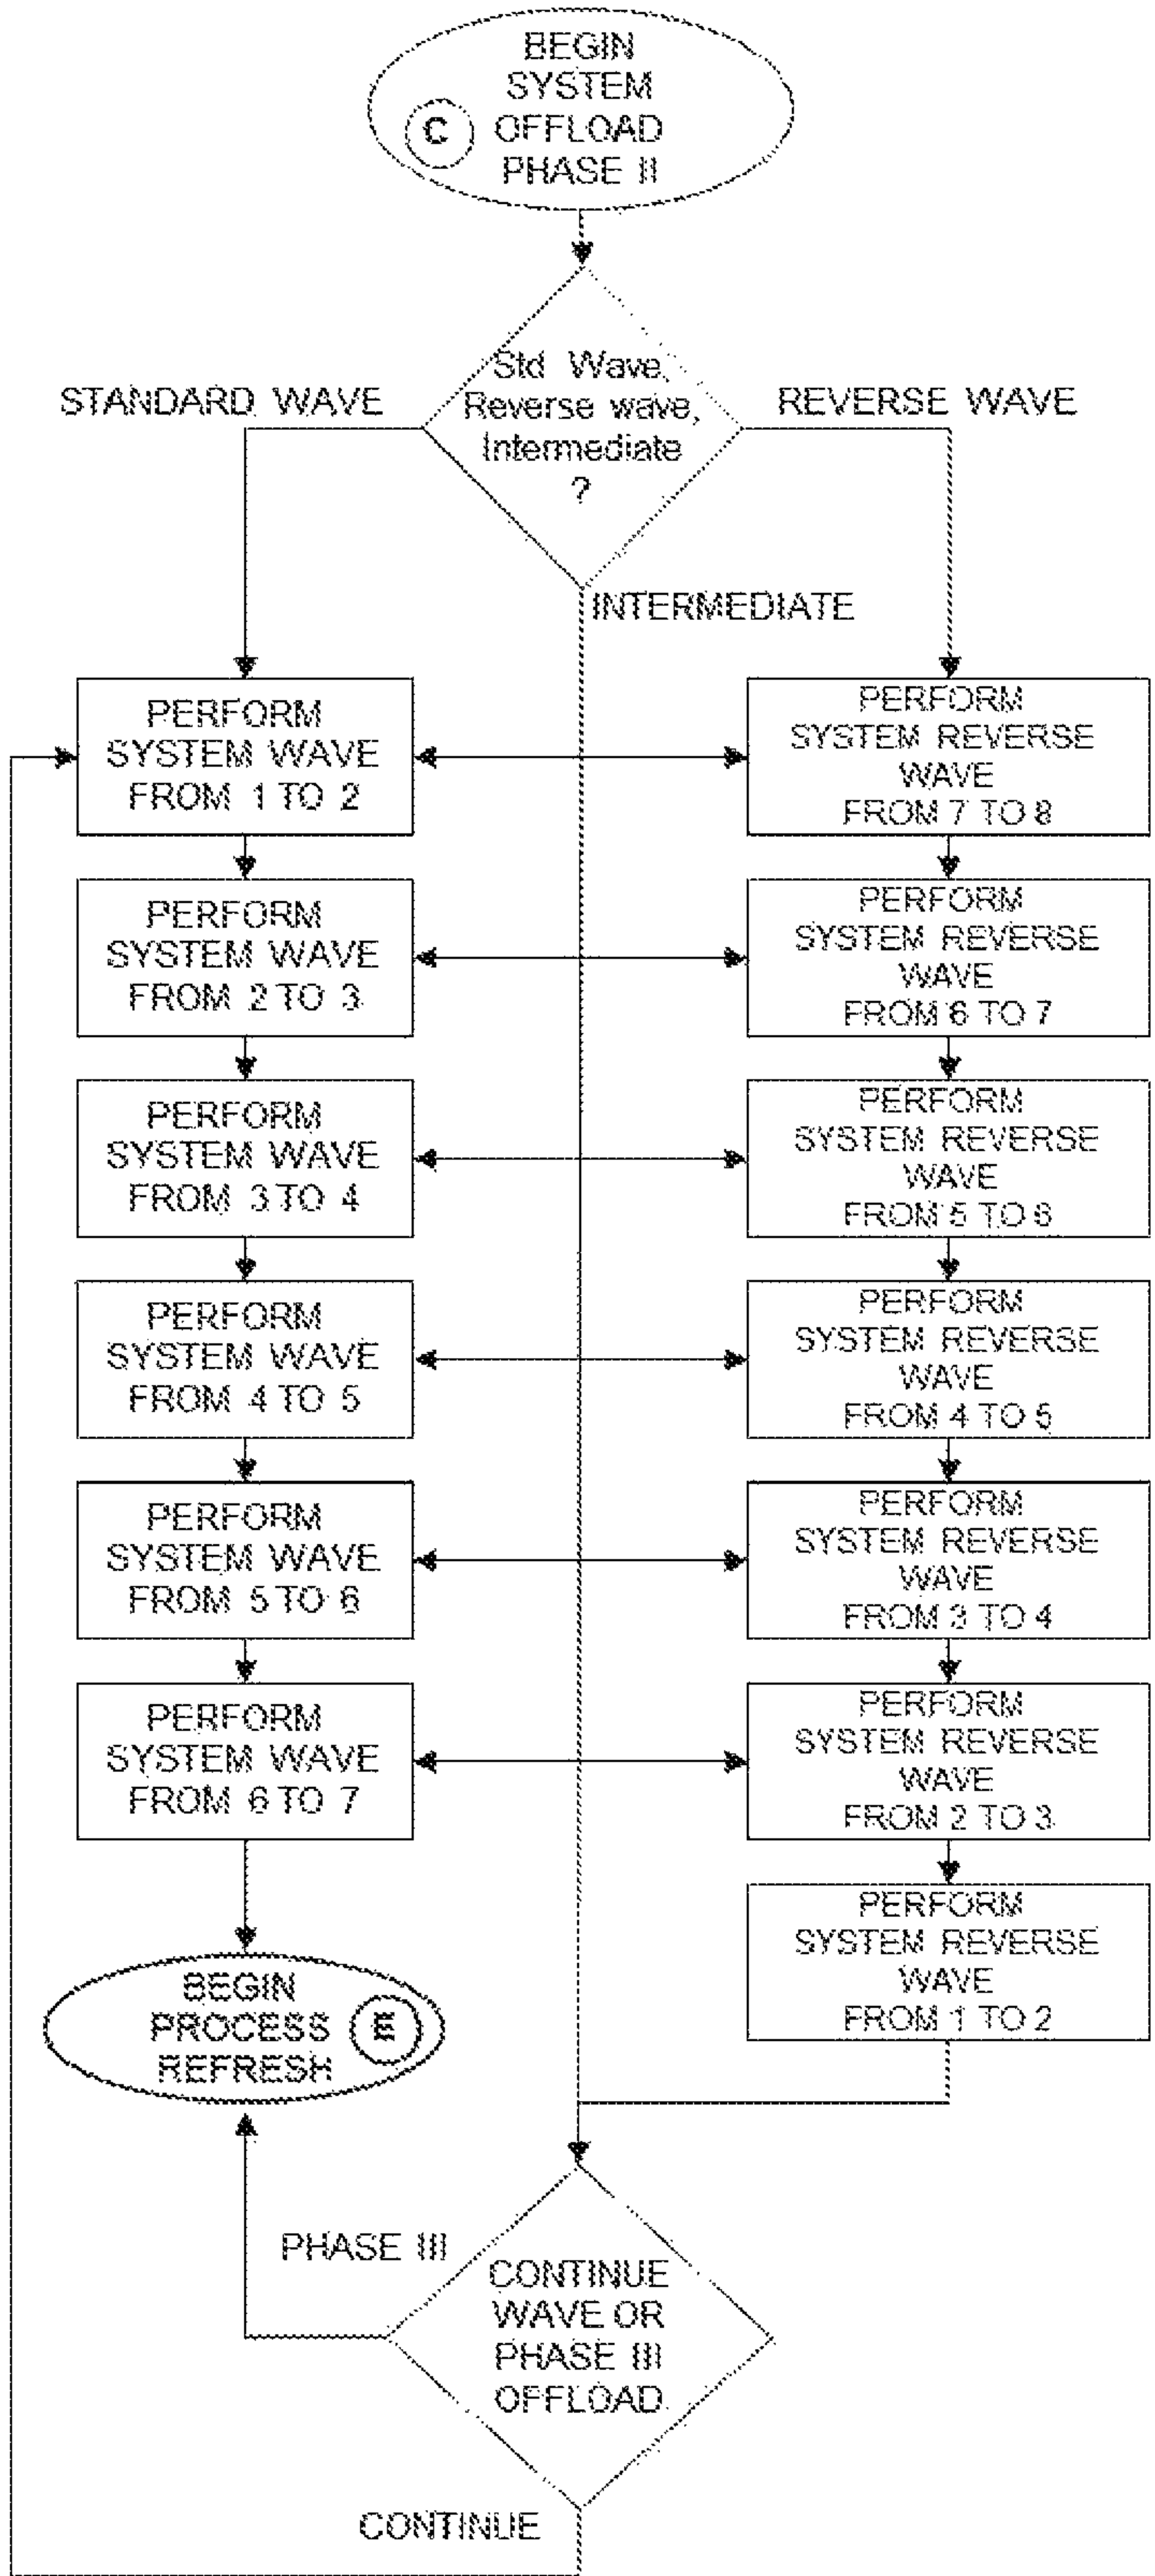 BEGIN
SYSTEM
OFFLOAD
PHASE II
C
Std Wave,
Reverse wave,
Intermediate
?
STANDARD WAVE
REVERSE WAVE
INTERMEDIATE
PERFORM
SYSTEM WAVE
FROM 1 TO 2
PERFORM
SYSTEM REVERSE
WAVE
FROM 7 TO 8
PERFORM
SYSTEM WAVE
FROM 2 TO 3
PERFORM
SYSTEM REVERSE
WAVE
FROM 6 TO 7
PERFORM
SYSTEM WAVE
FROM 3 TO 4
PERFORM
SYSTEM REVERSE
WAVE
FROM 5 TO 6
PERFORM
SYSTEM WAVE
FROM 4 TO 5
PERFORM
SYSTEM REVERSE
WAVE
FROM 4 TO 5
PERFORM
SYSTEM WAVE
FROM 5 TO 6
PERFORM
SYSTEM REVERSE
WAVE
FROM 3 TO 4
PERFORM
SYSTEM WAVE
FROM 6 TO 7
PERFORM
SYSTEM REVERSE
WAVE
FROM 2 TO 3
PERFORM
SYSTEM REVERSE
WAVE
FROM 1 TO 2
BEGIN
PROCESS
REFRESH
E
PHASE III
CONTINUE
WAVE OR
PHASE III
OFFLOAD
CONTINUE